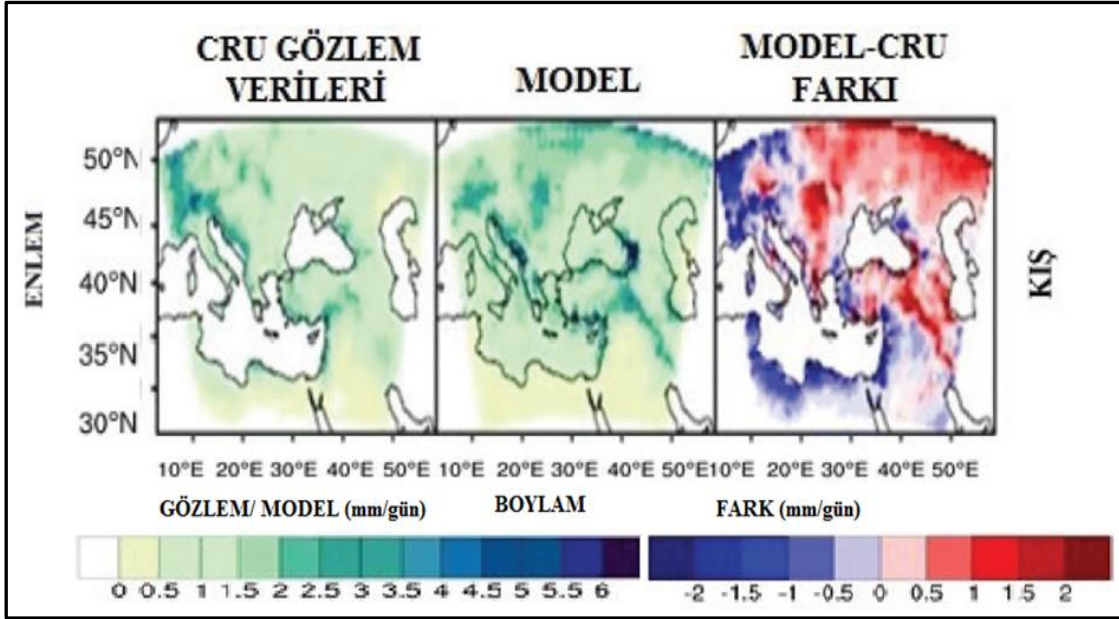 CRU GÖZLEM
VERİLERİ
MODEL
MODEL-CRU
FARKI
ENLEM
50°N
45°N
40°N
35°N
30°N
KIŞ
10°E 20°E 30°E 40°E 50°E 10°E 20°E 30°E 40°E 50°E 10°E 20°E 30°E 40°E 50°E
GÖZLEM/ MODEL (mm/gün)
BOYLAM
FARK (mm/gün)
0 0.5 1 1.5 2 2.5 3 3.5 4 4.5 5 5.5 6
-2 -1.5 -1 -0.5 0 0.5 1 1.5 2